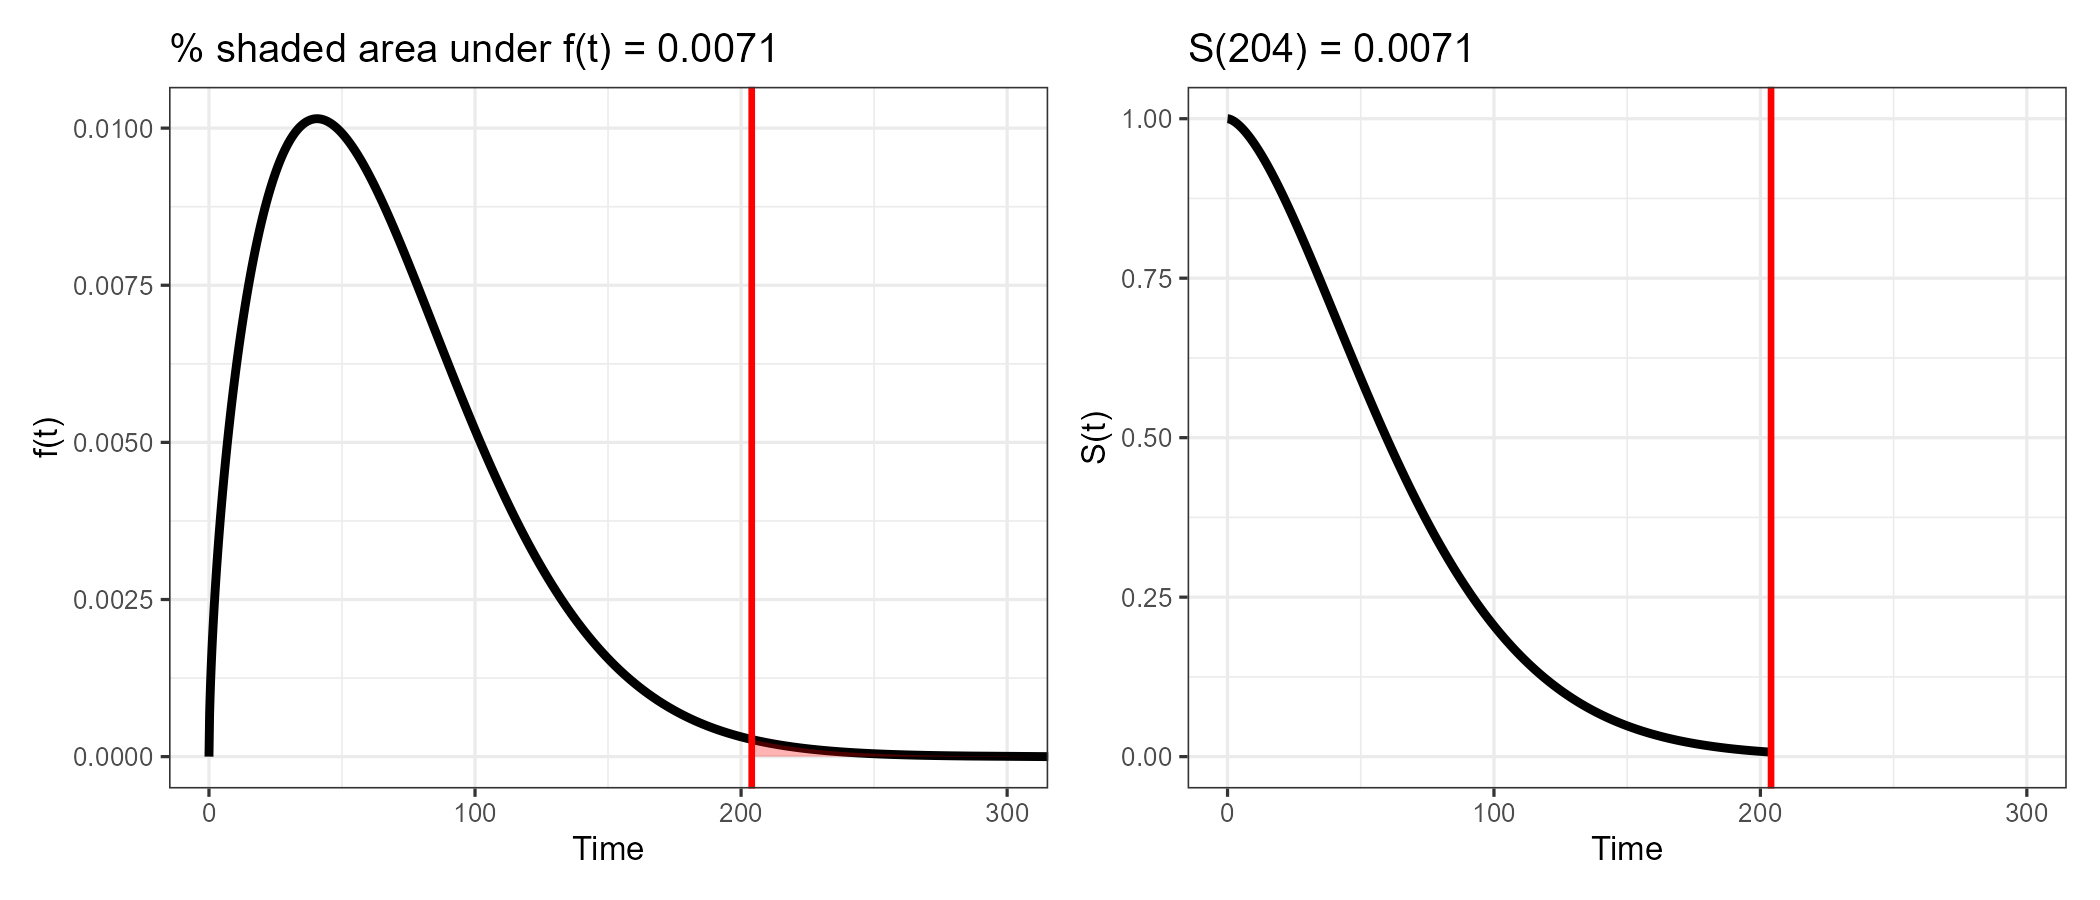 % shaded area under f(t) = 0.0071
f(t)
0.0100
0.0075
0.0050
0.0025
0.0000
0 100 200 300
Time
S(204) = 0.0071
S(t)
1.00
0.75
0.50
0.25
0.00
0 100 200 300
Time